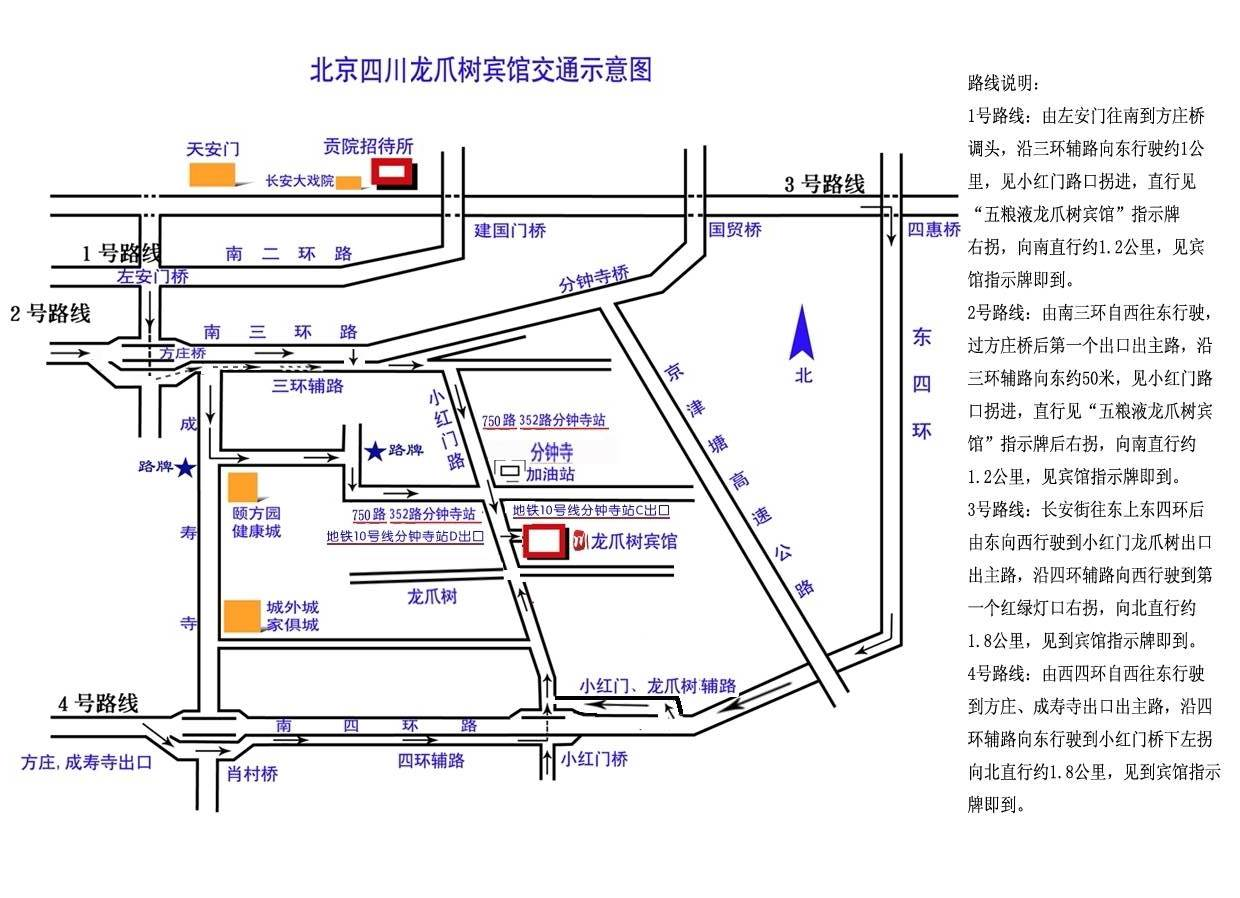 北京四川龙爪树宾馆交通示意图
天安门
贡院招待所
长安大戏院
3号路线
建国门桥
国贸桥
四惠桥
1号路线
南二环路
左安门桥
分钟寺桥
2号路线
南三环路
方庄桥
三环辅路
东四环
北
京津塘高速公路
小红门路
成寿寺
路牌
路牌
750路 352路分钟寺站
分钟寺
加油站
颐方园
健康城
750路 352路分钟寺站
地铁10号线分钟寺站D出口
地铁10号线分钟寺站C出口
川龙爪树宾馆
龙爪树
城外城
家俱城
小红门、龙爪树辅路
4号路线
南四环路
方庄,成寿寺出口
肖村桥
四环辅路
小红门桥
路线说明:
1号路线: 由左安门往南到方庄桥
调头, 沿三环辅路向东行驶约1公
里, 见小红门路口拐进, 直行见
“五粮液龙爪树宾馆”指示牌
右拐, 向南直行约1.2公里, 见宾
馆指示牌即到。
2号路线: 由南三环自西往东行驶,
过方庄桥后第一个出口出主路, 沿
三环辅路向东约50米, 见小红门路
口拐进, 直行见“五粮液龙爪树宾
馆”指示牌后右拐, 向南直行约
1.2公里, 见宾馆指示牌即到。
3号路线: 长安街往东上东四环后
由东向西行驶到小红门龙爪树出口
出主路, 沿四环辅路向西行驶到第
一个红绿灯口右拐, 向北直行约
1.8公里, 见到宾馆指示牌即到。
4号路线: 由西四环自西往东行驶
到方庄、成寿寺出口出主路, 沿四
环辅路向东行驶到小红门桥下左拐
向北直行约1.8公里, 见到宾馆指示
牌即到。